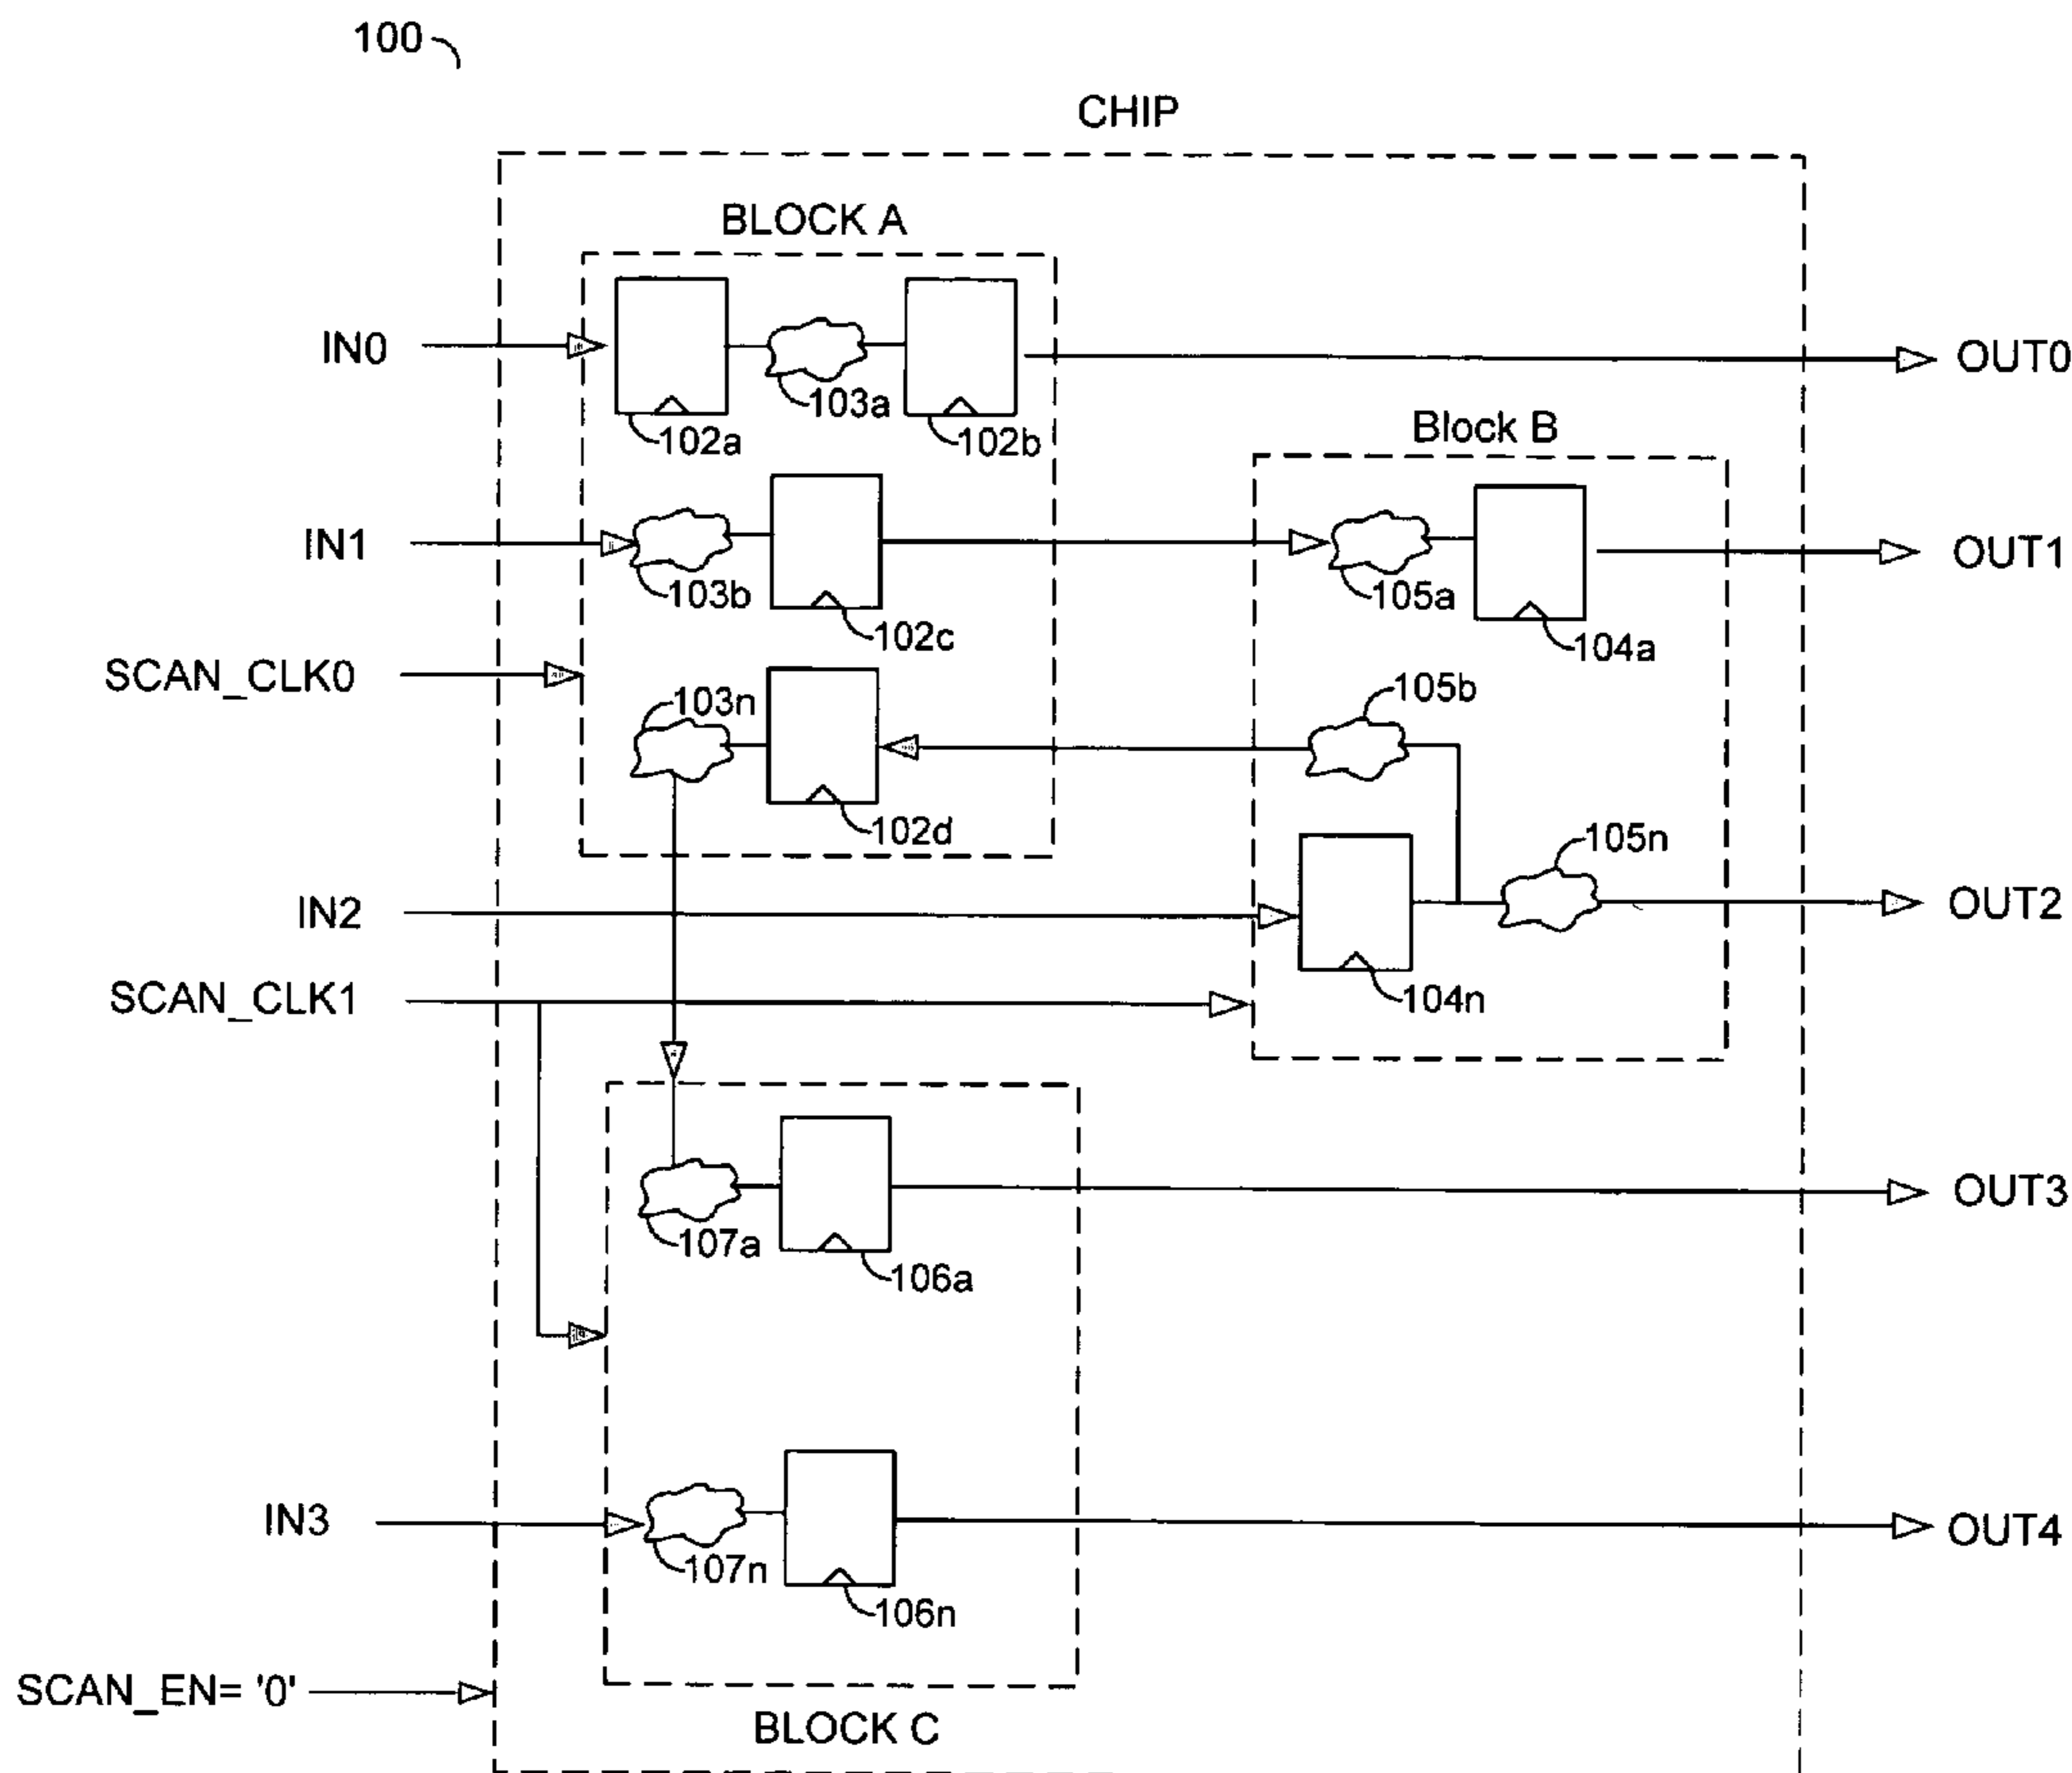 100
CHIP
BLOCK A
IN0
103a
OUT0
102a
102b
Block B
IN1
OUT1
103b
105a
102c
104a
SCAN_CLK0
103n
105b
102d
105n
IN2
OUT2
SCAN_CLK1
104n
OUT3
107a
106a
IN3
OUT4
107n
106n
SCAN_EN= '0'
BLOCK C